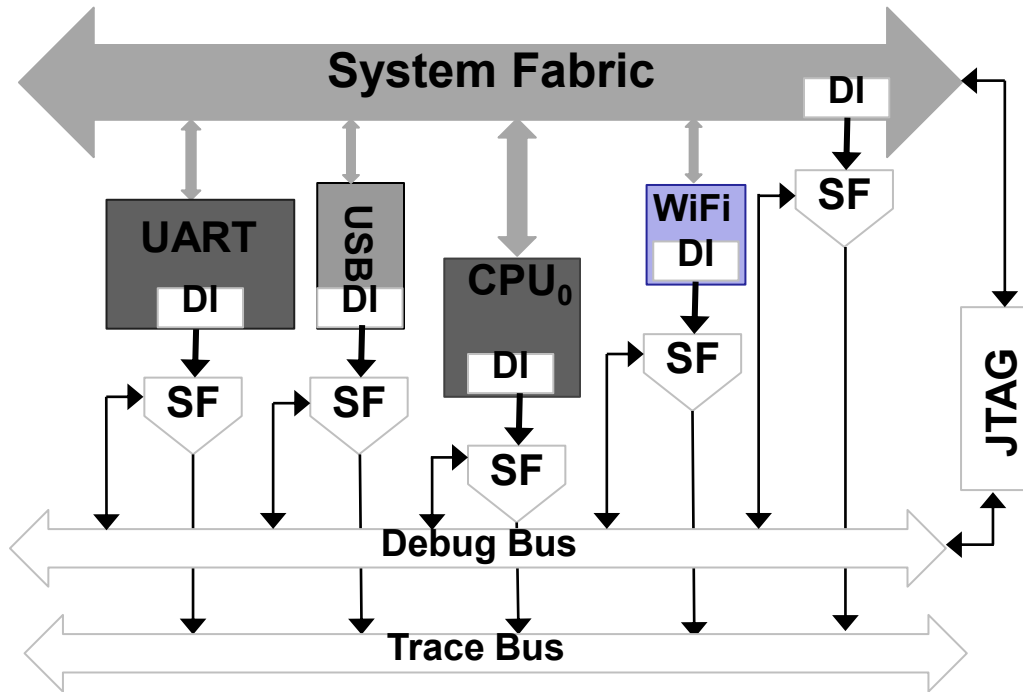 System Fabric
DI
SF
UART
DI
SF
USB
DI
SF
CPU₀
DI
SF
WiFi
DI
SF
JTAG
Debug Bus
Trace Bus